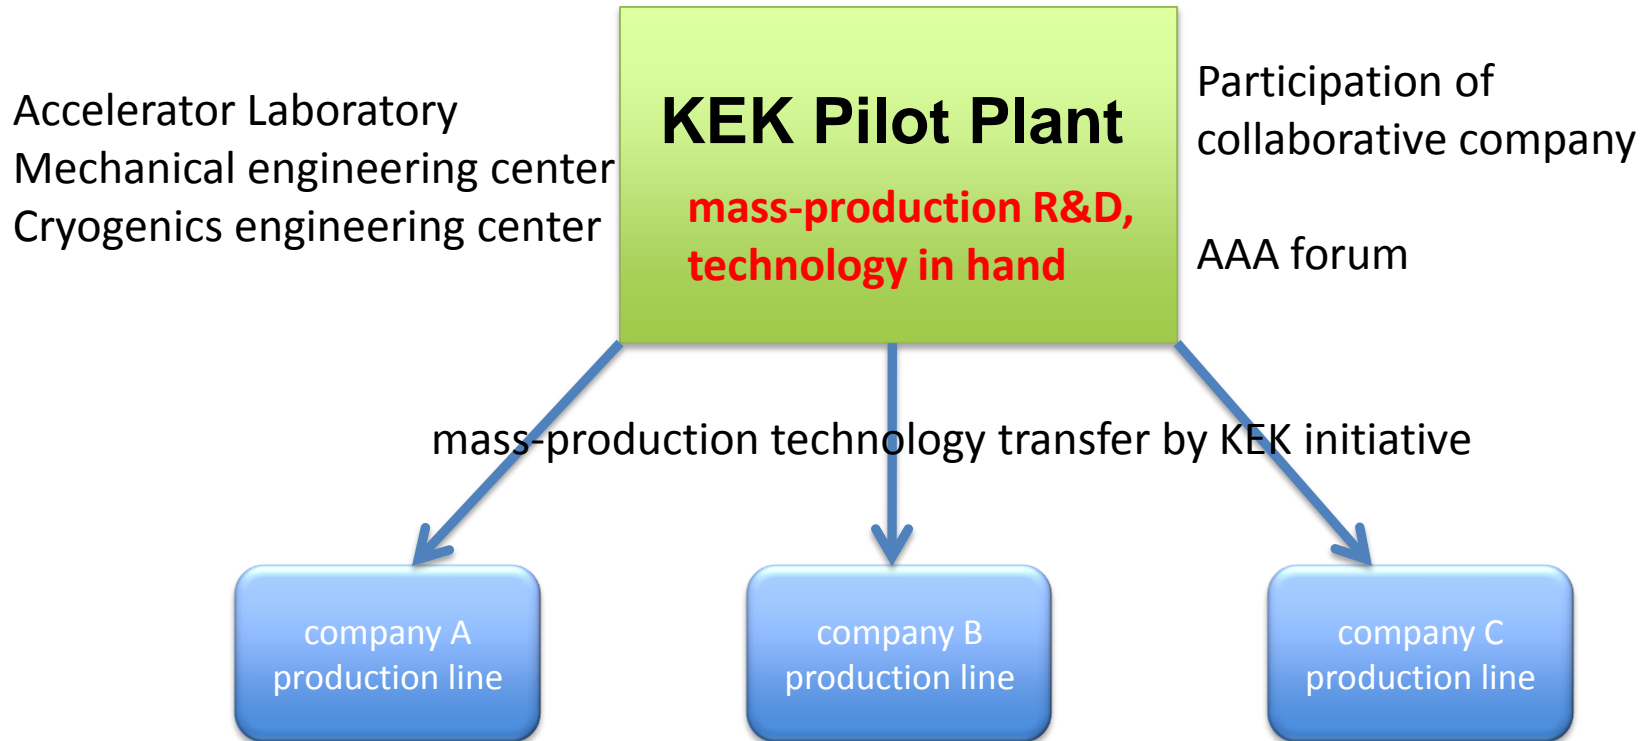 Accelerator Laboratory
Mechanical engineering center
Cryogenics engineering center
KEK Pilot Plant
mass-production R&D,
technology in hand
Participation of
collaborative company
AAA forum
mass-production technology transfer by KEK initiative
company A
production line
company B
production line
company C
production line